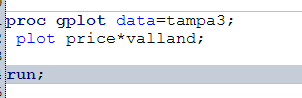 proc gplot data=tampa3;
plot price*valland;
run;